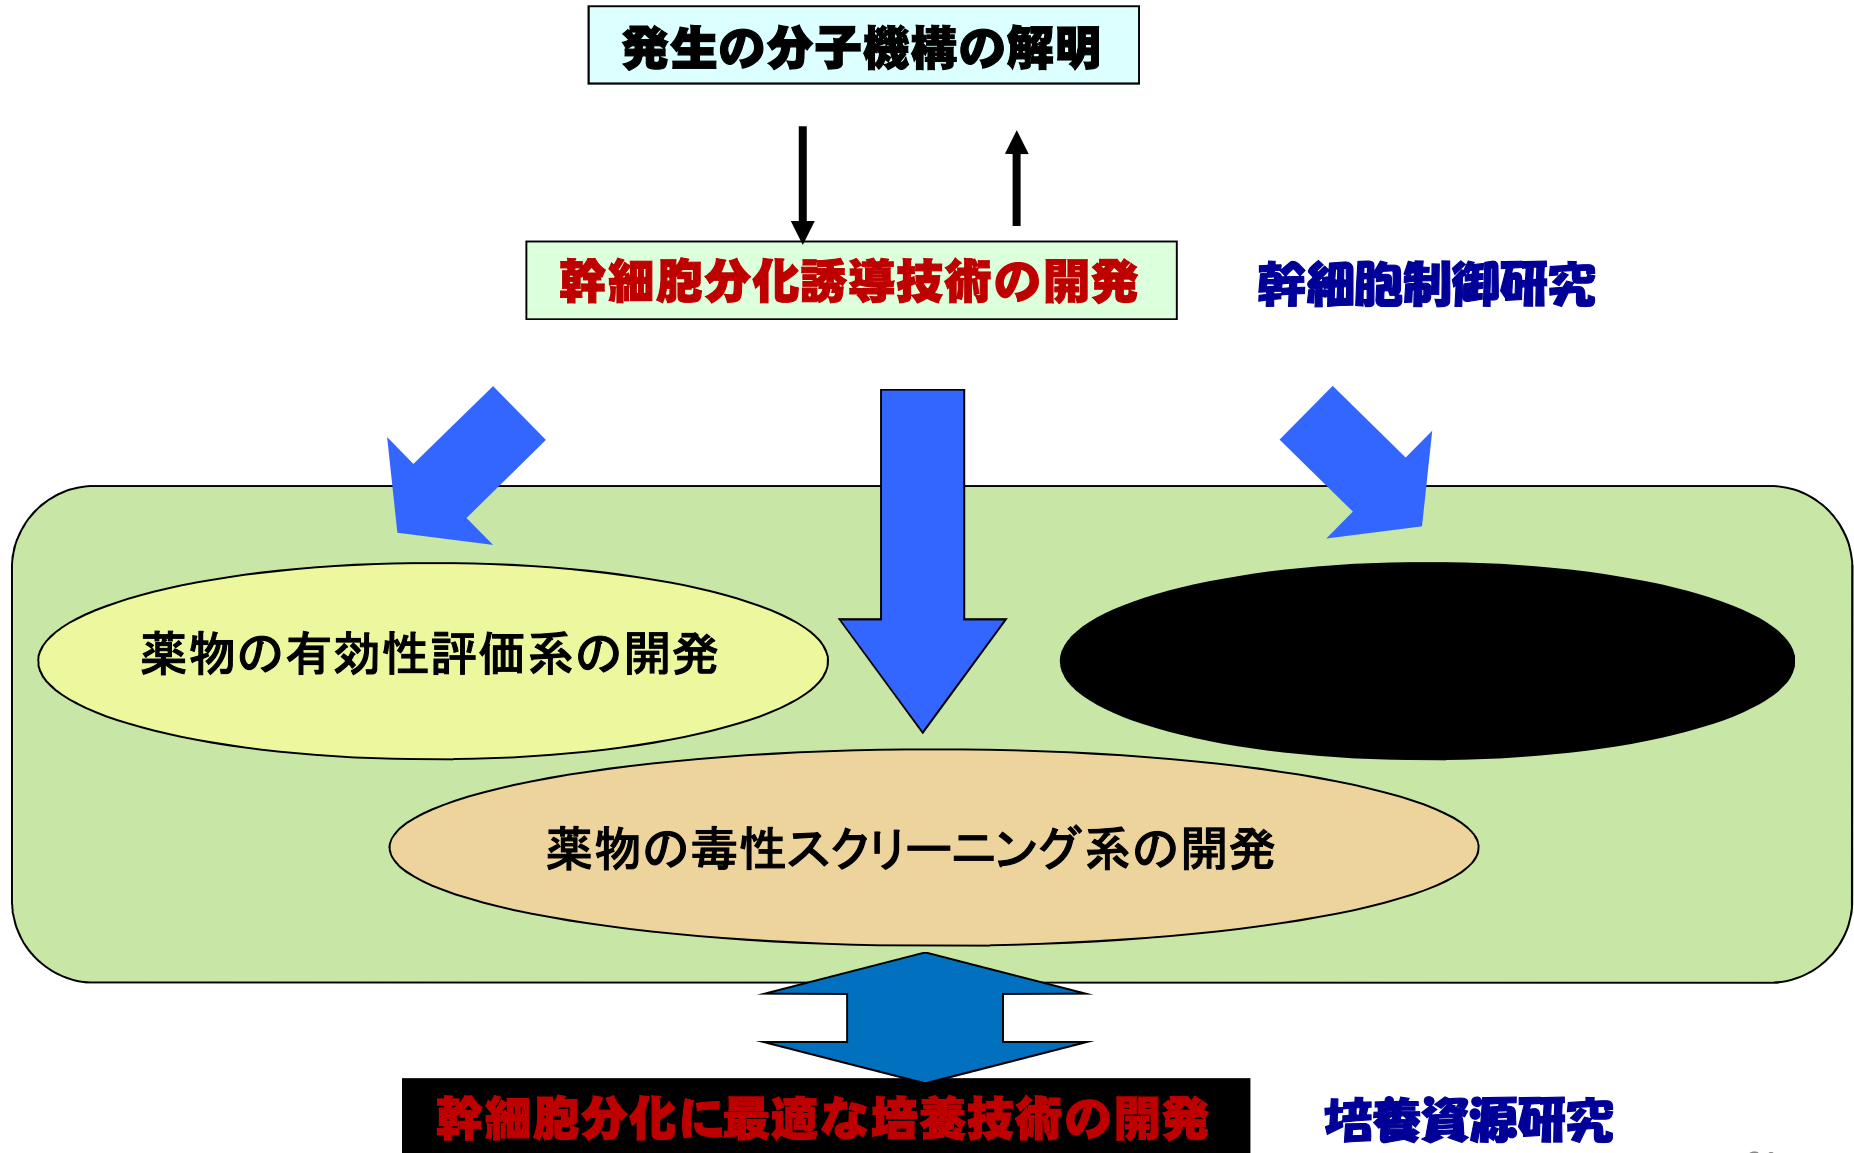 発生の分子機構の解明
幹細胞分化誘導技術の開発
幹細胞制御研究
薬物の有効性評価系の開発
薬物の毒性スクリーニング系の開発
幹細胞分化に最適な培養技術の開発
培養資源研究